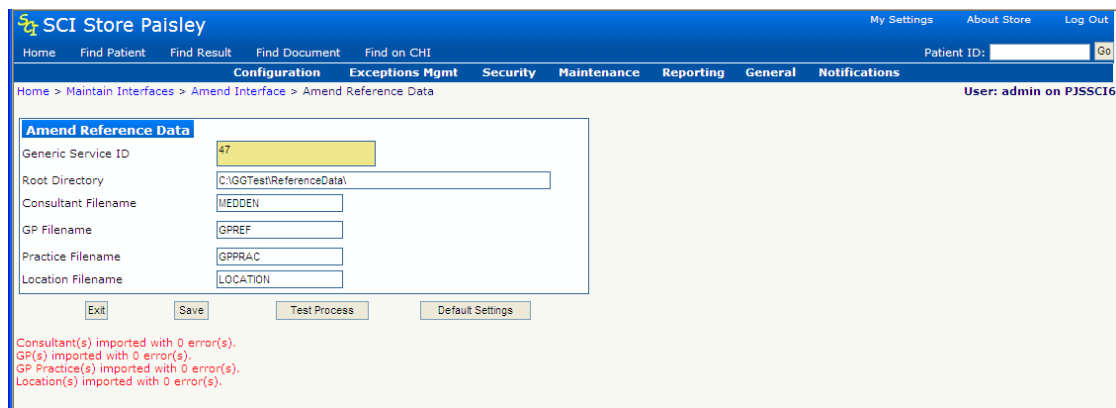 SCI SCI Store Paisley
My Settings About Store Log Out
Home Find Patient Find Result Find Document Find on CHI Patient ID: Go
Configuration Exceptions Mgmt Security Maintenance Reporting General Notifications
Home > Maintain Interfaces > Amend Interface > Amend Reference Data User: admin on PJSSCI6
Amend Reference Data
Generic Service ID 47
Root Directory C:\GGTest\ReferenceData\
Consultant Filename MEDDEN
GP Filename GPREF
Practice Filename GPPRAC
Location Filename LOCATION
Exit Save Test Process Default Settings
Consultant(s) imported with 0 error(s).
GP(s) imported with 0 error(s).
GP Practice(s) imported with 0 error(s).
Location(s) imported with 0 error(s).